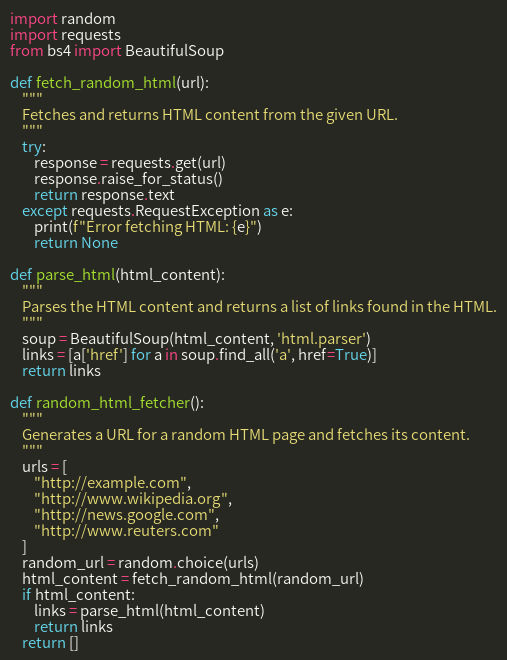 import random
import requests
from bs4 import BeautifulSoup

def fetch_random_html(url):
    """
    Fetches and returns HTML content from the given URL.
    """
    try:
        response = requests.get(url)
        response.raise_for_status()
        return response.text
    except requests.RequestException as e:
        print(f"Error fetching HTML: {e}")
        return None

def parse_html(html_content):
    """
    Parses the HTML content and returns a list of links found in the HTML.
    """
    soup = BeautifulSoup(html_content, 'html.parser')
    links = [a['href'] for a in soup.find_all('a', href=True)]
    return links

def random_html_fetcher():
    """
    Generates a URL for a random HTML page and fetches its content.
    """
    urls = [
        "http://example.com",
        "http://www.wikipedia.org",
        "http://news.google.com",
        "http://www.reuters.com"
    ]
    random_url = random.choice(urls)
    html_content = fetch_random_html(random_url)
    if html_content:
        links = parse_html(html_content)
        return links
    return []